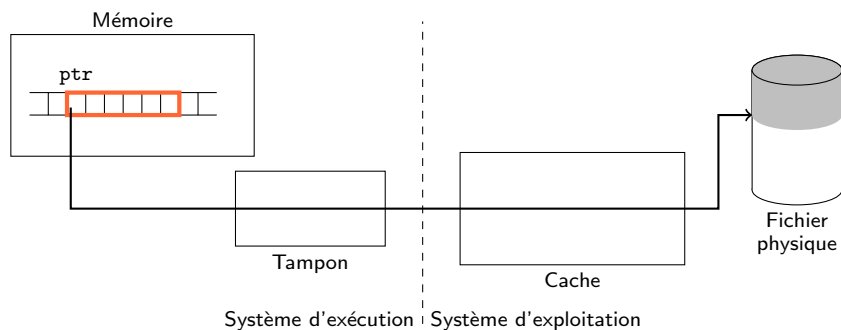 Mémoire
ptr
Tampon
Cache
Fichier
physique
Système d'exécution
Système d'exploitation